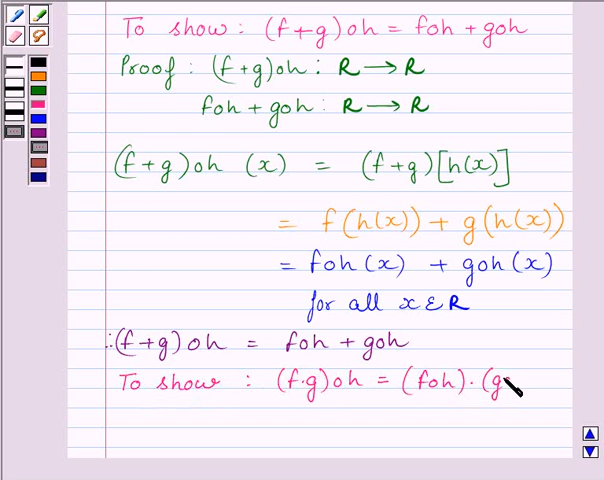 To show : (f+g)oh = foh + goh
Proof : (f+g)oh : R → R
foh + goh : R → R
(f+g)oh (x) = (f+g)[h(x)]
= f(h(x)) + g(h(x))
= foh(x) + goh(x)
for all x ε R
∴(f+g)oh = foh + goh
To show : (f·g)oh = (foh)·(g